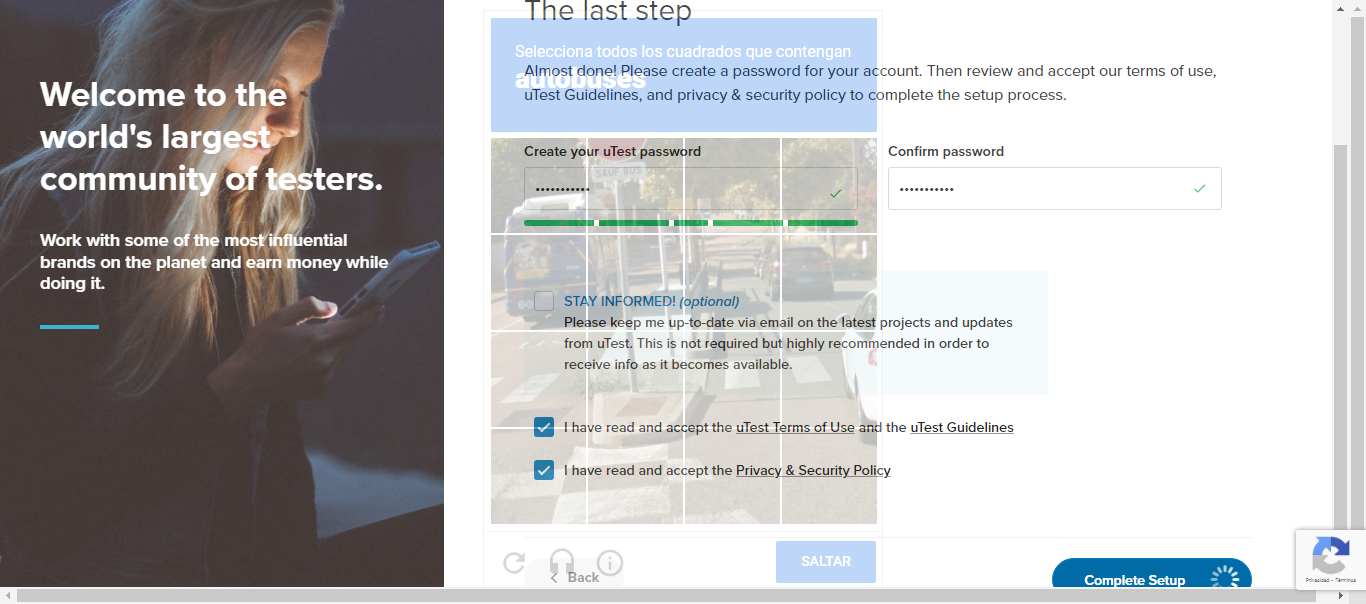 Welcome to the
world's largest
community of testers.
Work with some of the most influential
brands on the planet and earn money while
doing it.
The last step
Selecciona todos los cuadrados que contengan
autobuses
Almost done! Please create a password for your account. Then review and accept our terms of use,
uTest Guidelines, and privacy & security policy to complete the setup process.
Create your uTest password
Confirm password
SAUF BUS
•••••••••••
•••••••••••
STAY INFORMED! (optional)
Please keep me up-to-date via email on the latest projects and updates
from uTest. This is not required but highly recommended in order to
receive info as it becomes available.
I have read and accept the uTest Terms of Use and the uTest Guidelines
I have read and accept the Privacy & Security Policy
SALTAR
Back
Complete Setup
Privacidad - Términos